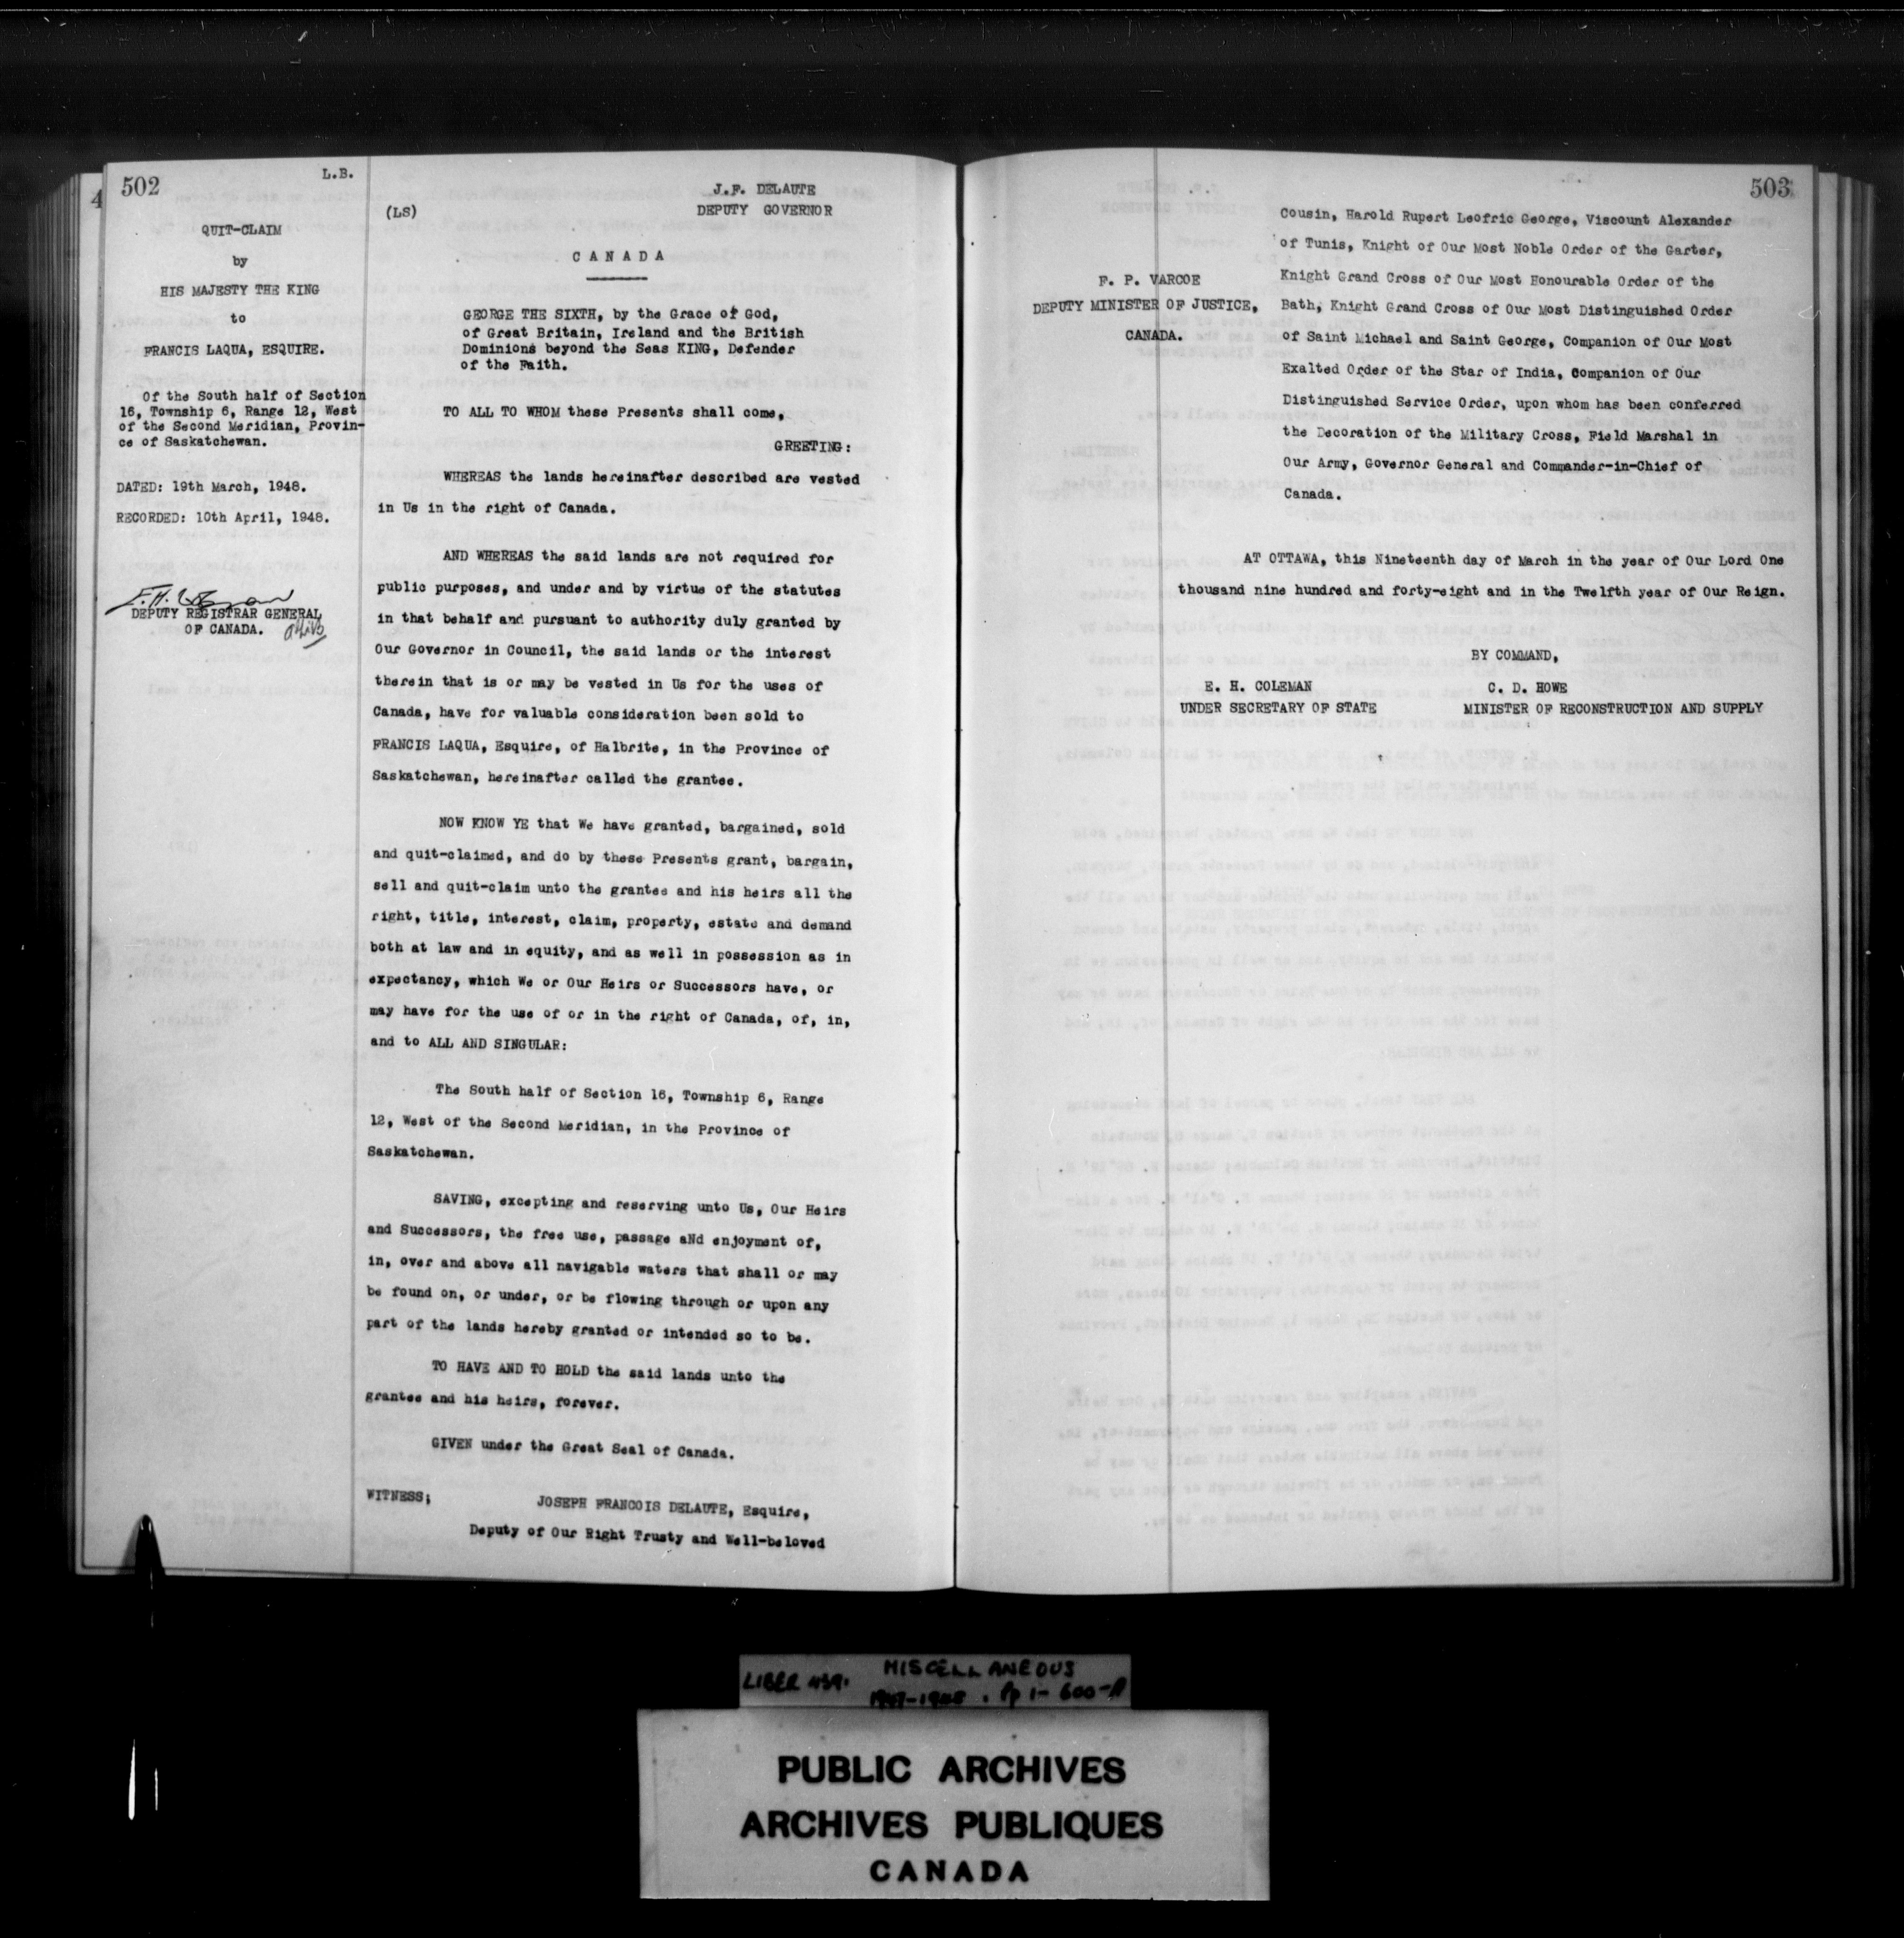 502
L.B.
QUIT-CLAIM
by
HIS MAJESTY THE KING
to
FRANCIS LAQUA, ESQUIRE.
Of the South half of Section
16, Township 6, Range 12, West
of the Second Meridian, Provin-
ce of Saskatchewan.
DATED: 19th March, 1948.
RECORDED: 10th April, 1948.
DEPUTY REGISTRAR GENERAL
OF CANADA.
J.F. DELAUTE
(LS) DEPUTY GOVERNOR
CANADA
GEORGE THE SIXTH, by the Grace of God,
of Great Britain, Ireland and the British
Dominions beyond the Seas KING, Defender
of the Faith.
TO ALL TO WHOM these Presents shall come,
GREETING:
WHEREAS the lands hereinafter described are vested
in Us in the right of Canada.
AND WHEREAS the said lands are not required for
public purposes, and under and by virtue of the statutes
in that behalf and pursuant to authority duly granted by
Our Governor in Council, the said lands or the interest
therein that is or may be vested in Us for the uses of
Canada, have for valuable consideration been sold to
FRANCIS LAQUA, Esquire, of Halbrite, in the Province of
Saskatchewan, hereinafter called the grantee.
NOW KNOW YE that We have granted, bargained, sold
and quit-claimed, and do by these Presents grant, bargain,
sell and quit-claim unto the grantee and his heirs all the
right, title, interest, claim, property, estate and demand
both at law and in equity, and as well in possession as in
expectancy, which We or Our Heirs or Successors have, or
may have for the use of or in the right of Canada, of, in,
and to ALL AND SINGULAR:
The South half of Section 16, Township 6, Range
12, West of the Second Meridian, in the Province of
Saskatchewan.
SAVING, excepting and reserving unto Us, Our Heirs
and Successors, the free use, passage aNd enjoyment of,
in, over and above all navigable waters that shall or may
be found on, or under, or be flowing through or upon any
part of the lands hereby granted or intended so to be.
TO HAVE AND TO HOLD the said lands unto the
grantee and his heirs, forever.
GIVEN under the Great Seal of Canada.
WITNESS; JOSEPH FRANCOIS DELAUTE, Esquire,
Deputy of Our Right Trusty and Well-beloved
503
F. P. VARCOE
DEPUTY MINISTER OF JUSTICE,
CANADA.
Cousin, Harold Rupert Leofric George, Viscount Alexander
of Tunis, Knight of Our Most Noble Order of the Garter,
Knight Grand Cross of Our Most Honourable Order of the
Bath, Knight Grand Cross of Our Most Distinguished Order
of Saint Michael and Saint George, Companion of Our Most
Exalted Order of the Star of India, Companion of Our
Distinguished Service Order, upon whom has been conferred
the Decoration of the Military Cross, Field Marshal in
Our Army, Governor General and Commander-in-Chief of
Canada.
AT OTTAWA, this Nineteenth day of March in the year of Our Lord One
thousand nine hundred and forty-eight and in the Twelfth year of Our Reign.
BY COMMAND,
E. H. COLEMAN C. D. HOWE
UNDER SECRETARY OF STATE MINISTER OF RECONSTRUCTION AND SUPPLY
LIBER 439. MISCELLANEOUS
1947-1948. Pp 1-600-A
PUBLIC ARCHIVES
ARCHIVES PUBLIQUES
CANADA